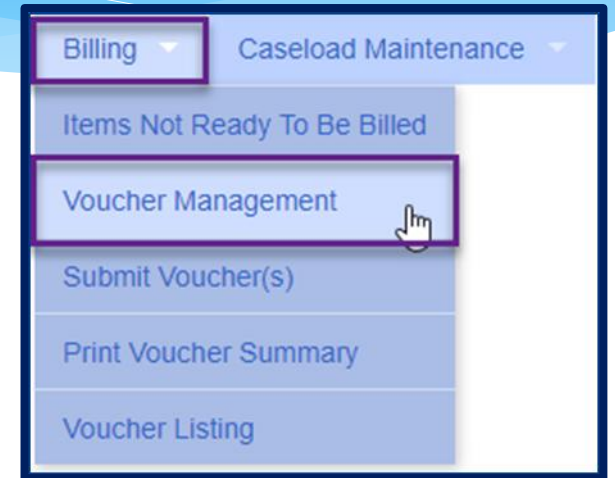 Billing Caseload Maintenance
Items Not Ready To Be Billed
Voucher Management
Submit Voucher(s)
Print Voucher Summary
Voucher Listing